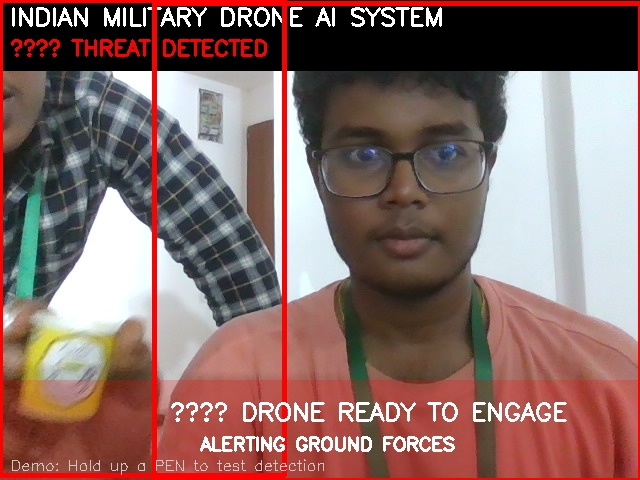 INDIAN MILITARY DRONE AI SYSTEM
???? THREAT DETECTED
???? DRONE READY TO ENGAGE
ALERTING GROUND FORCES
Demo: Hold up a PEN to test detection